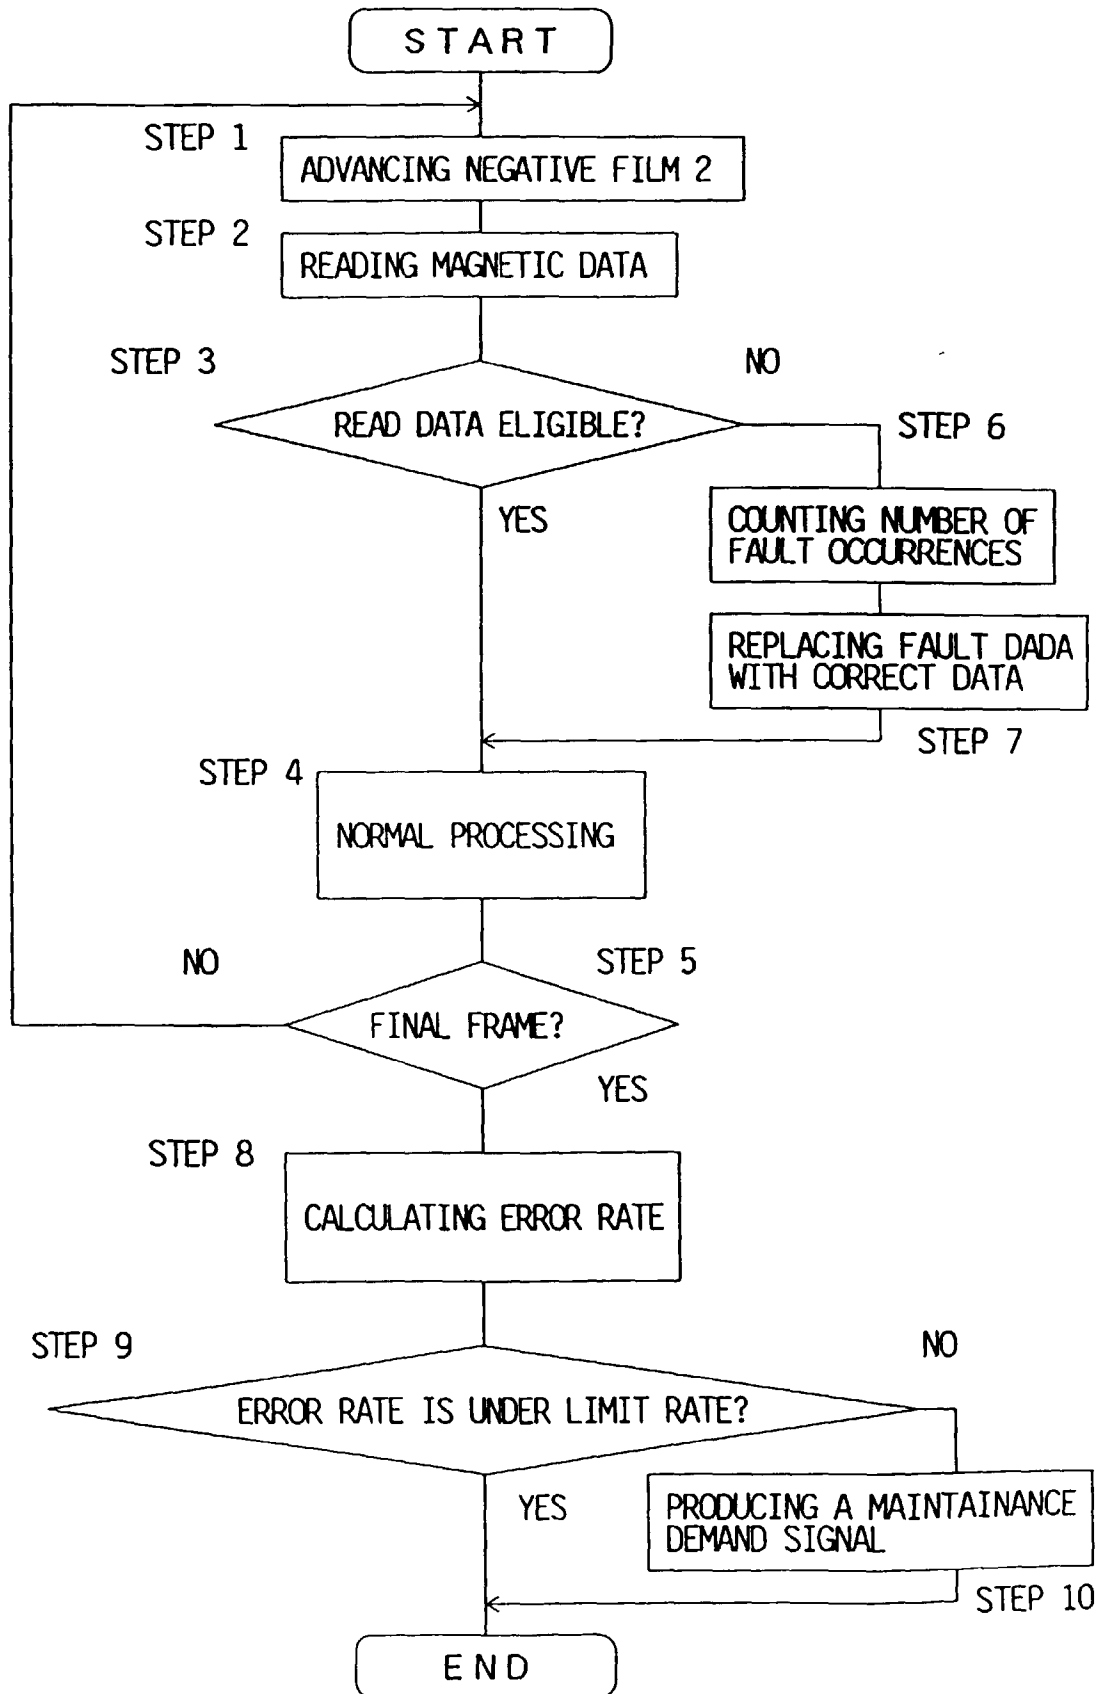 START
STEP 1
ADVANCING NEGATIVE FILM 2
STEP 2
READING MAGNETIC DATA
STEP 3
NO
READ DATA ELIGIBLE?
STEP 6
YES
COUNTING NUMBER OF
FAULT OCCURRENCES
REPLACING FAULT DADA
WITH CORRECT DATA
STEP 7
STEP 4
NORMAL PROCESSING
NO
STEP 5
FINAL FRAME?
YES
STEP 8
CALCULATING ERROR RATE
STEP 9
NO
ERROR RATE IS UNDER LIMIT RATE?
YES
PRODUCING A MAINTAINANCE
DEMAND SIGNAL
STEP 10
END